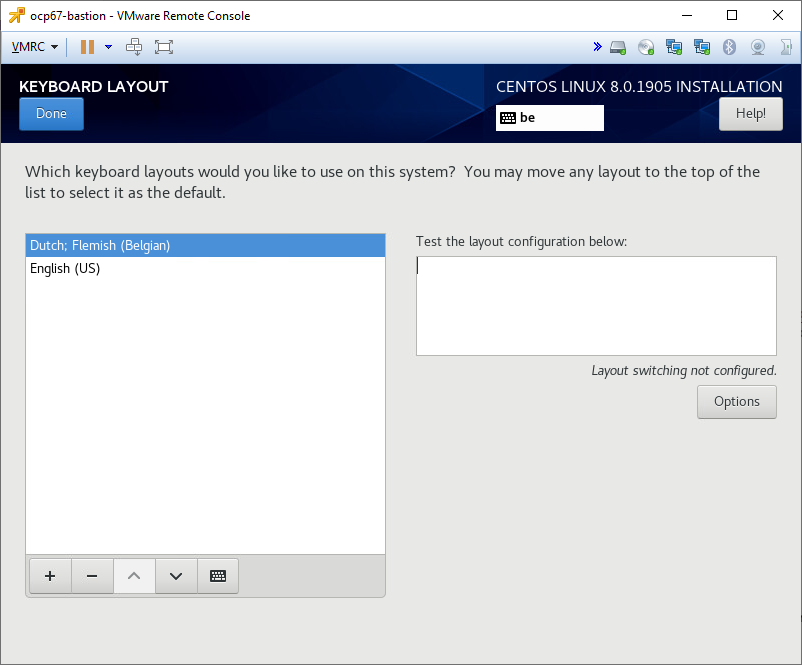 ocp67-bastion - VMware Remote Console
VMRC
KEYBOARD LAYOUT
CENTOS LINUX 8.0.1905 INSTALLATION
Done
be
Help!
Which keyboard layouts would you like to use on this system?  You may move any layout to the top of the
list to select it as the default.
Dutch; Flemish (Belgian)
English (US)
Test the layout configuration below:
Layout switching not configured.
Options